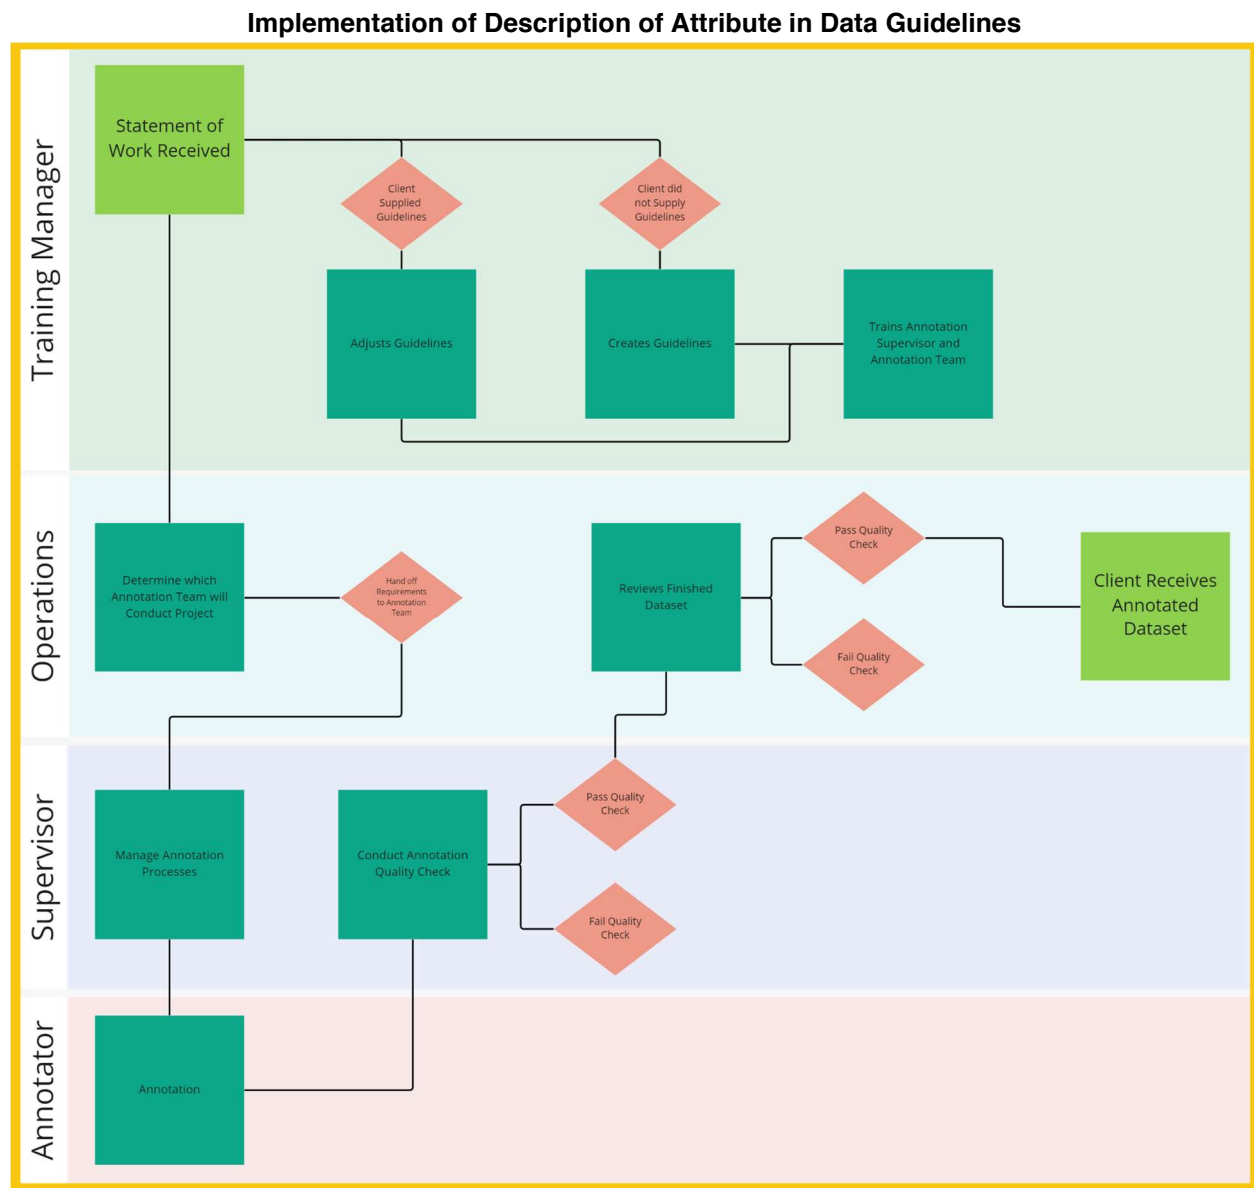 Implementation of Description of Attribute in Data Guidelines
Training Manager
Statement of
Work Received
Client
Supplied
Guidelines
Client did
not Supply
Guidelines
Adjusts Guidelines
Creates Guidelines
Trains Annotation
Supervisor and
Annotation Team
Operations
Determine which
Annotation Team will
Conduct Project
Hand off
Requirements
to Annotation
Team
Reviews Finished
Dataset
Pass Quality
Check
Fail Quality
Check
Client Receives
Annotated
Dataset
Supervisor
Manage Annotation
Processes
Conduct Annotation
Quality Check
Pass Quality
Check
Fail Quality
Check
Annotator
Annotation